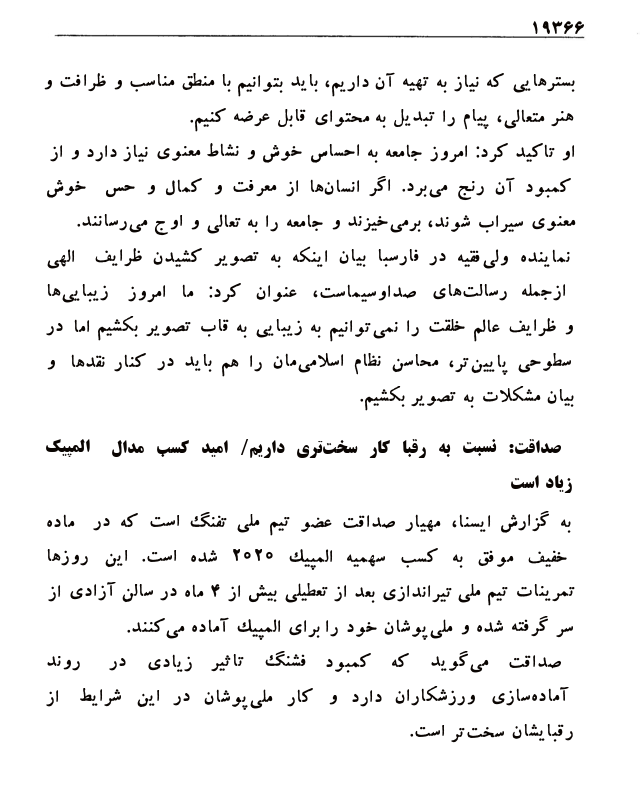 ۱۹۳۶۶
بسترهایی که نیاز به تهیه آن داریم، باید بتوانیم با منطق مناسب و ظرافت و
هنر متعالی، پیام را تبدیل به محتوای قابل عرضه کنیم.
او تاکید کرد: امروز جامعه به احساس خوش و نشاط معنوی نیاز دارد و از
کمبود آن رنج می‌برد. اگر انسان‌ها از معرفت و کمال و حس خوش
معنوی سیراب شوند، برمی‌خیزند و جامعه را به تعالی و اوج می‌رسانند.
نماینده ولی‌فقیه در فارسبا بیان اینکه به تصویر کشیدن ظرایف الهی
ازجمله رسالت‌های صداوسیماست، عنوان کرد: ما امروز زیبایی‌ها
و ظرایف عالم خلقت را نمی‌توانیم به زیبایی به قاب تصویر بکشیم اما در
سطوحی پایین‌تر، محاسن نظام اسلامی‌مان را هم باید در کنار نقدها و
بیان مشکلات به تصویر بکشیم.
صداقت: نسبت به رقبا کار سخت‌تری داریم/ امید کسب مدال المپیک
زیاد است
به گزارش ایسنا، مهیار صداقت عضو تیم ملی تفنگ است که در ماده
خفیف موفق به کسب سهمیه المپیک ۲۰۲۰ شده است. این روزها
تمرینات تیم ملی تیراندازی بعد از تعطیلی بیش از ۴ ماه در سالن آزادی از
سر گرفته شده و ملی‌پوشان خود را برای المپیک آماده می‌کنند.
صداقت می‌گوید که کمبود فشنگ تاثیر زیادی در روند
آماده‌سازی ورزشکاران دارد و کار ملی‌پوشان در این شرایط از
رقبایشان سخت‌تر است.